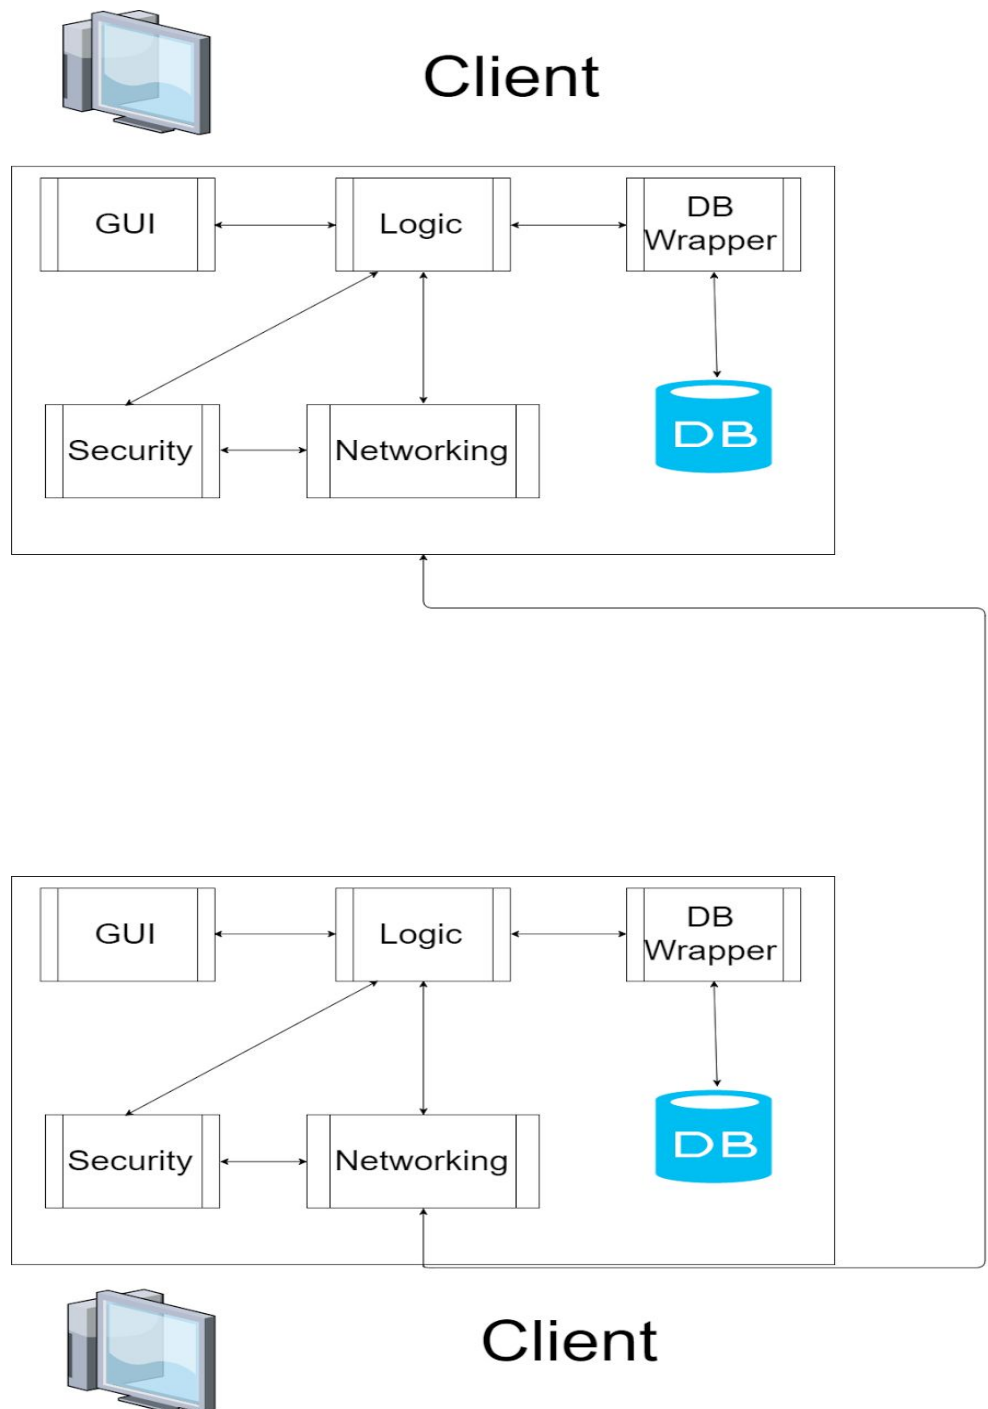 Client
GUI
Logic
DB
Wrapper
Security
Networking
DB
GUI
Logic
DB
Wrapper
Security
Networking
DB
Client